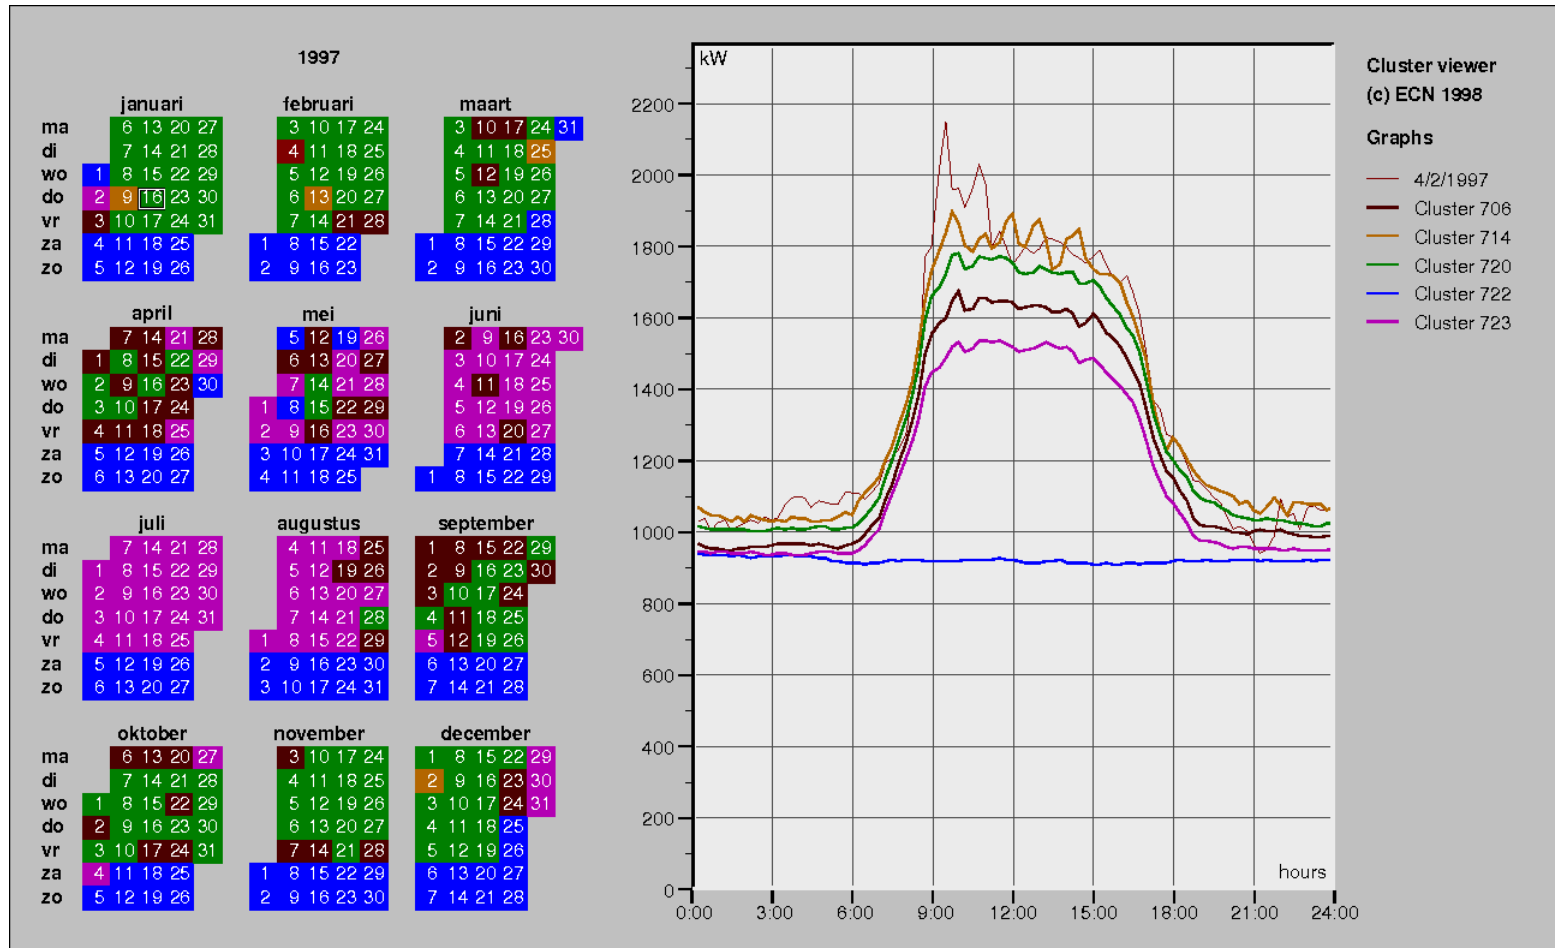 1997
januari februari maart
ma 6 13 20 27 3 10 17 24 3 10 17 24 31
di 7 14 21 28 4 11 18 25 4 11 18 25
wo 1 8 15 22 29 5 12 19 26 5 12 19 26
do 2 9 16 23 30 6 13 20 27 6 13 20 27
vr 3 10 17 24 31 7 14 21 28 7 14 21 28
za 4 11 18 25 1 8 15 22 1 8 15 22 29
zo 5 12 19 26 2 9 16 23 2 9 16 23 30
april mei juni
ma 7 14 21 28 5 12 19 26 2 9 16 23 30
di 1 8 15 22 29 6 13 20 27 3 10 17 24
wo 2 9 16 23 30 7 14 21 28 4 11 18 25
do 3 10 17 24 1 8 15 22 29 5 12 19 26
vr 4 11 18 25 2 9 16 23 30 6 13 20 27
za 5 12 19 26 3 10 17 24 31 7 14 21 28
zo 6 13 20 27 4 11 18 25 1 8 15 22 29
juli augustus september
ma 7 14 21 28 4 11 18 25 1 8 15 22 29
di 1 8 15 22 29 5 12 19 26 2 9 16 23 30
wo 2 9 16 23 30 6 13 20 27 3 10 17 24
do 3 10 17 24 31 7 14 21 28 4 11 18 25
vr 4 11 18 25 1 8 15 22 29 5 12 19 26
za 5 12 19 26 2 9 16 23 30 6 13 20 27
zo 6 13 20 27 3 10 17 24 31 7 14 21 28
oktober november december
ma 6 13 20 27 3 10 17 24 1 8 15 22 29
di 7 14 21 28 4 11 18 25 2 9 16 23 30
wo 1 8 15 22 29 5 12 19 26 3 10 17 24 31
do 2 9 16 23 30 6 13 20 27 4 11 18 25
vr 3 10 17 24 31 7 14 21 28 5 12 19 26
za 4 11 18 25 1 8 15 22 29 6 13 20 27
zo 5 12 19 26 2 9 16 23 30 7 14 21 28
kW
2200
2000
1800
1600
1400
1200
1000
800
600
400
200
0
hours
0:00 3:00 6:00 9:00 12:00 15:00 18:00 21:00 24:00
Cluster viewer
(c) ECN 1998
Graphs
4/2/1997
Cluster 706
Cluster 714
Cluster 720
Cluster 722
Cluster 723